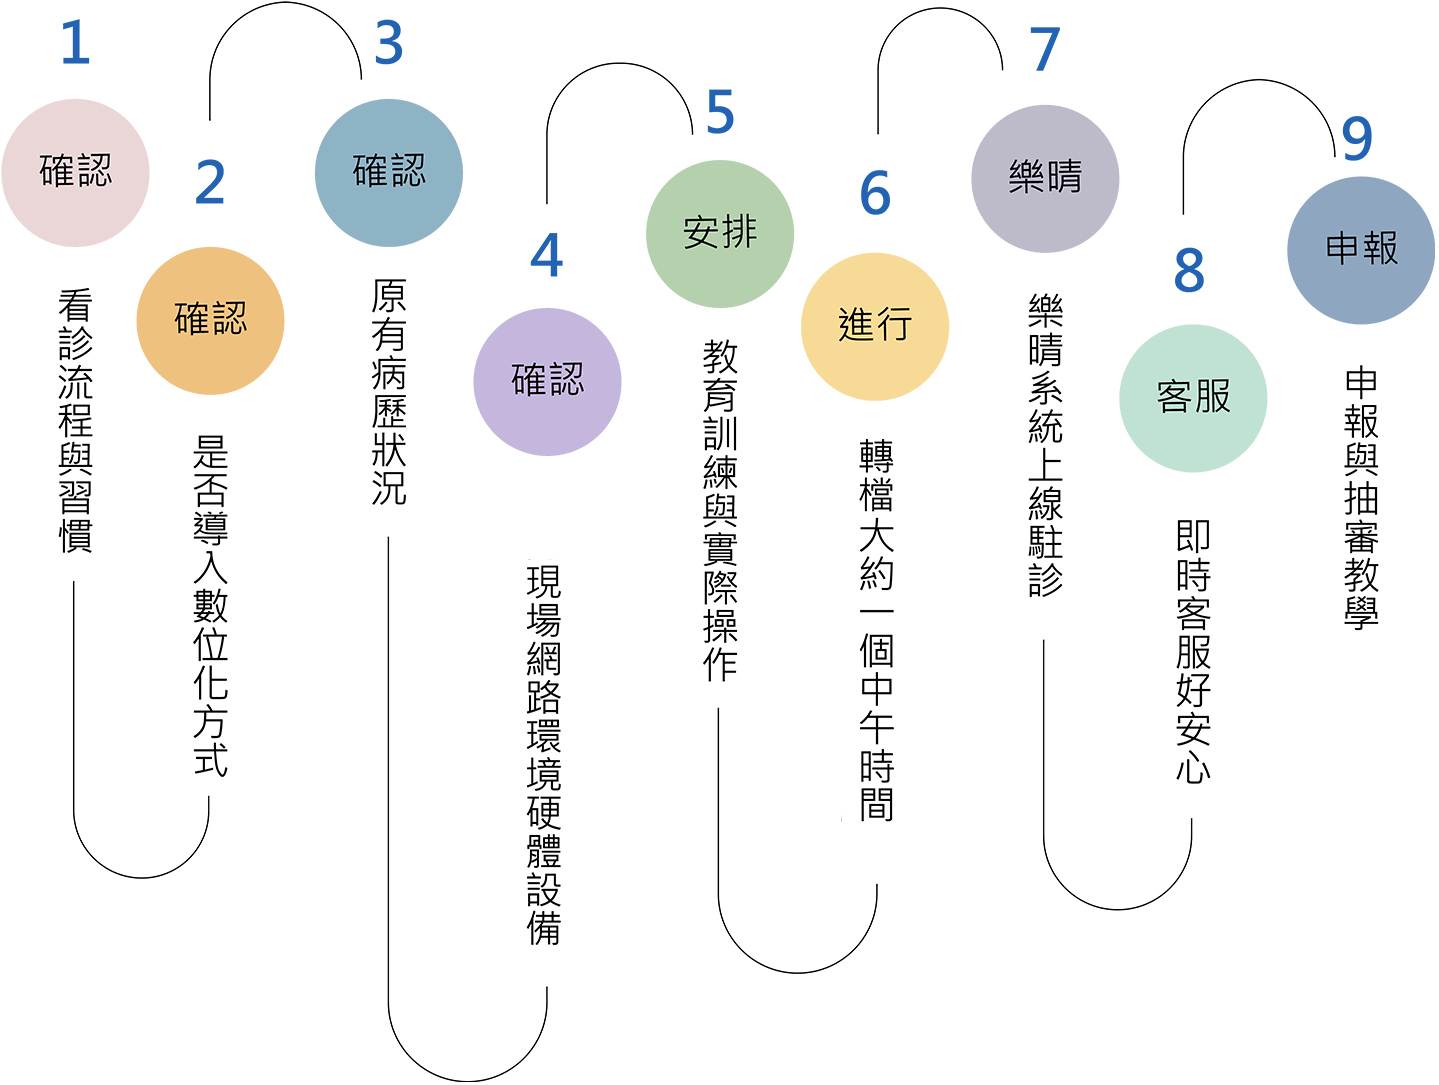 1
確認
看診流程與習慣
2
確認
是否導入數位化方式
3
確認
原有病歷狀況
4
確認
現場網路環境硬體設備
5
安排
教育訓練與實際操作
6
進行
轉檔大約一個中午時間
7
樂晴
樂晴系統上線駐診
8
客服
即時客服好安心
9
申報
申報與抽審教學